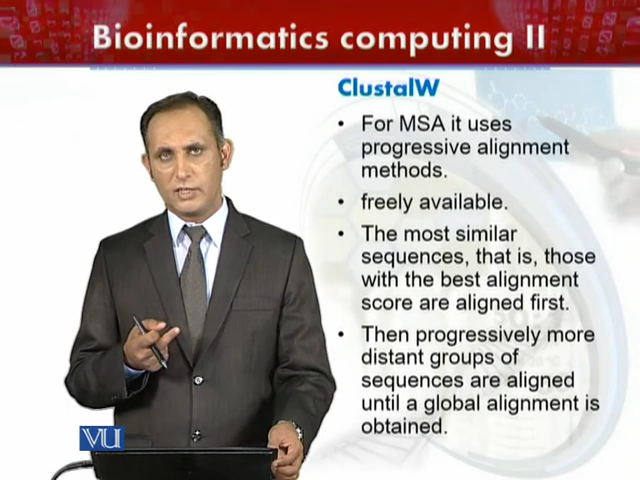 Bioinformatics computing II
ClustalW
• For MSA it uses
progressive alignment
methods.
• freely available.
• The most similar
sequences, that is, those
with the best alignment
score are aligned first.
• Then progressively more
distant groups of
sequences are aligned
until a global alignment is
obtained.
VU